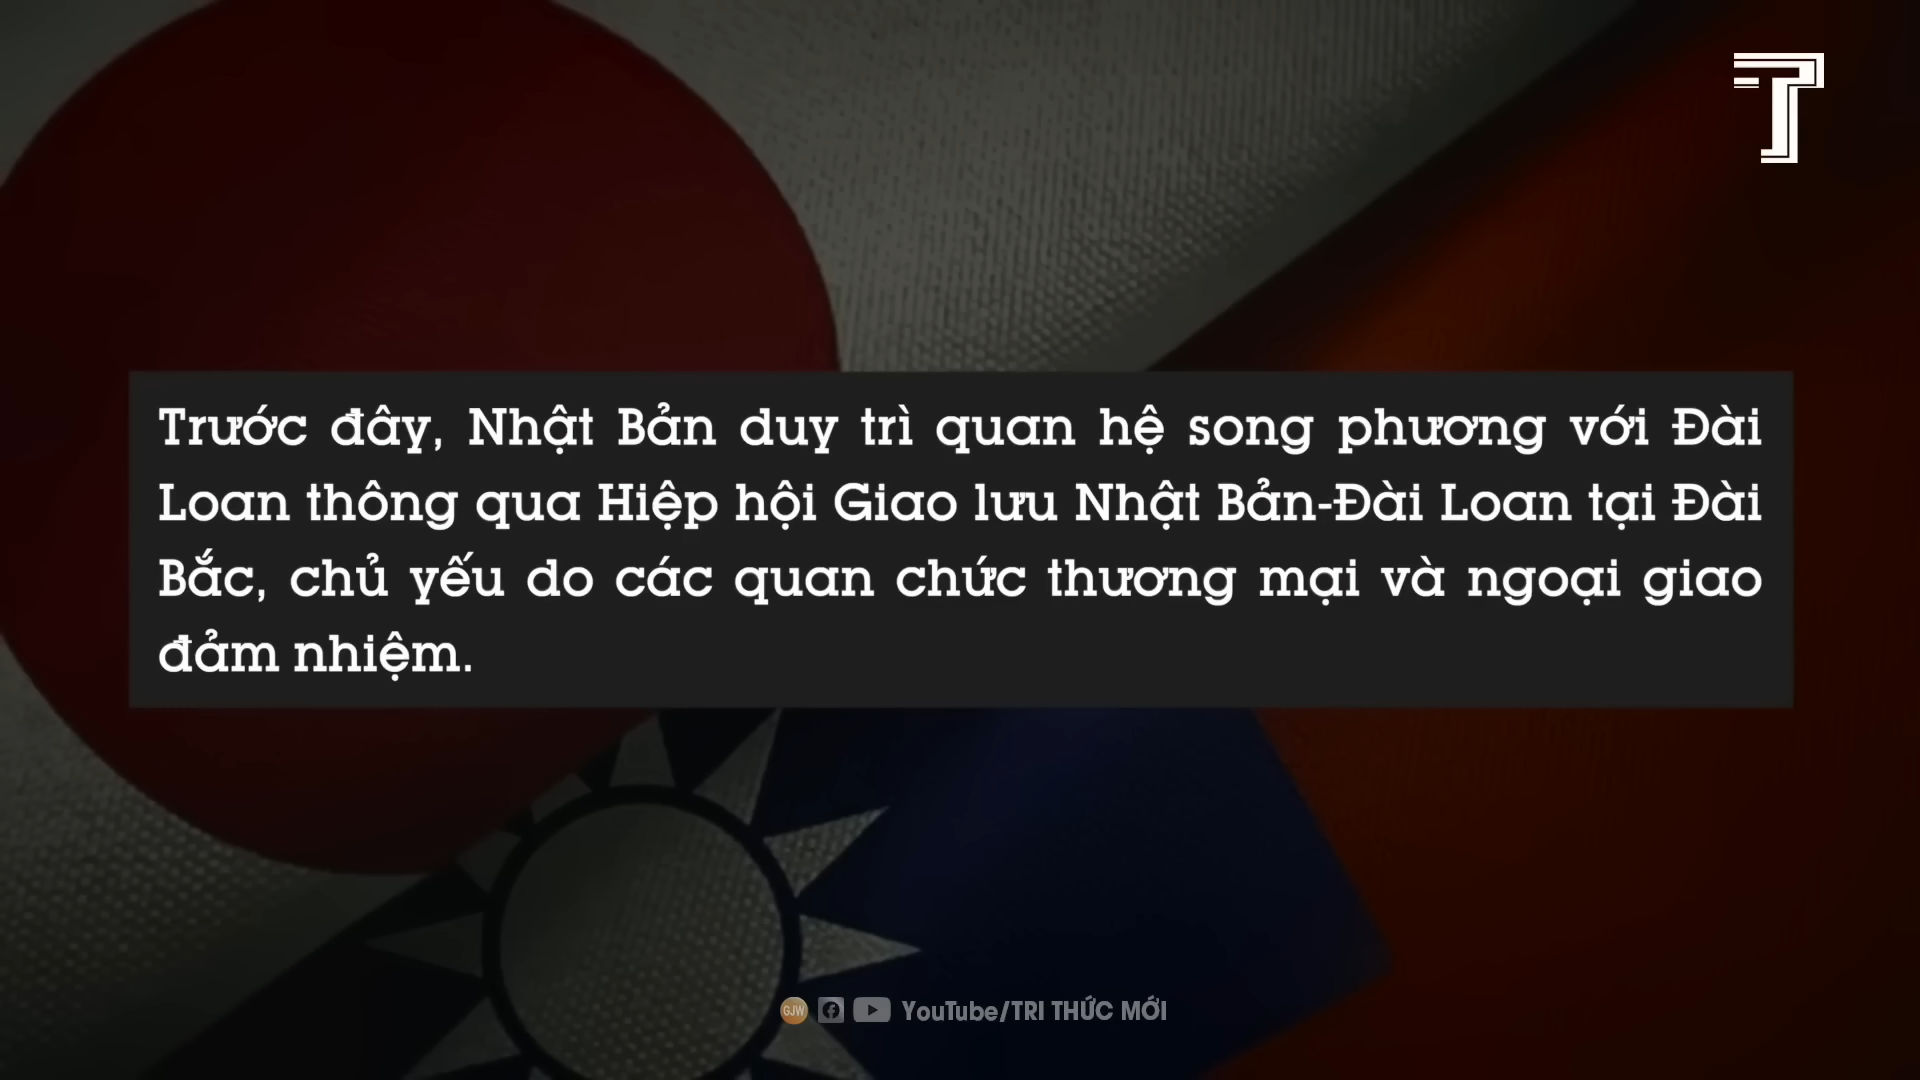 Trước đây, Nhật Bản duy trì quan hệ song phương với Đài
Loan thông qua Hiệp hội Giao lưu Nhật Bản-Đài Loan tại Đài
Bắc, chủ yếu do các quan chức thương mại và ngoại giao
đảm nhiệm.
GJW YouTube/TRI THỨC MỚI